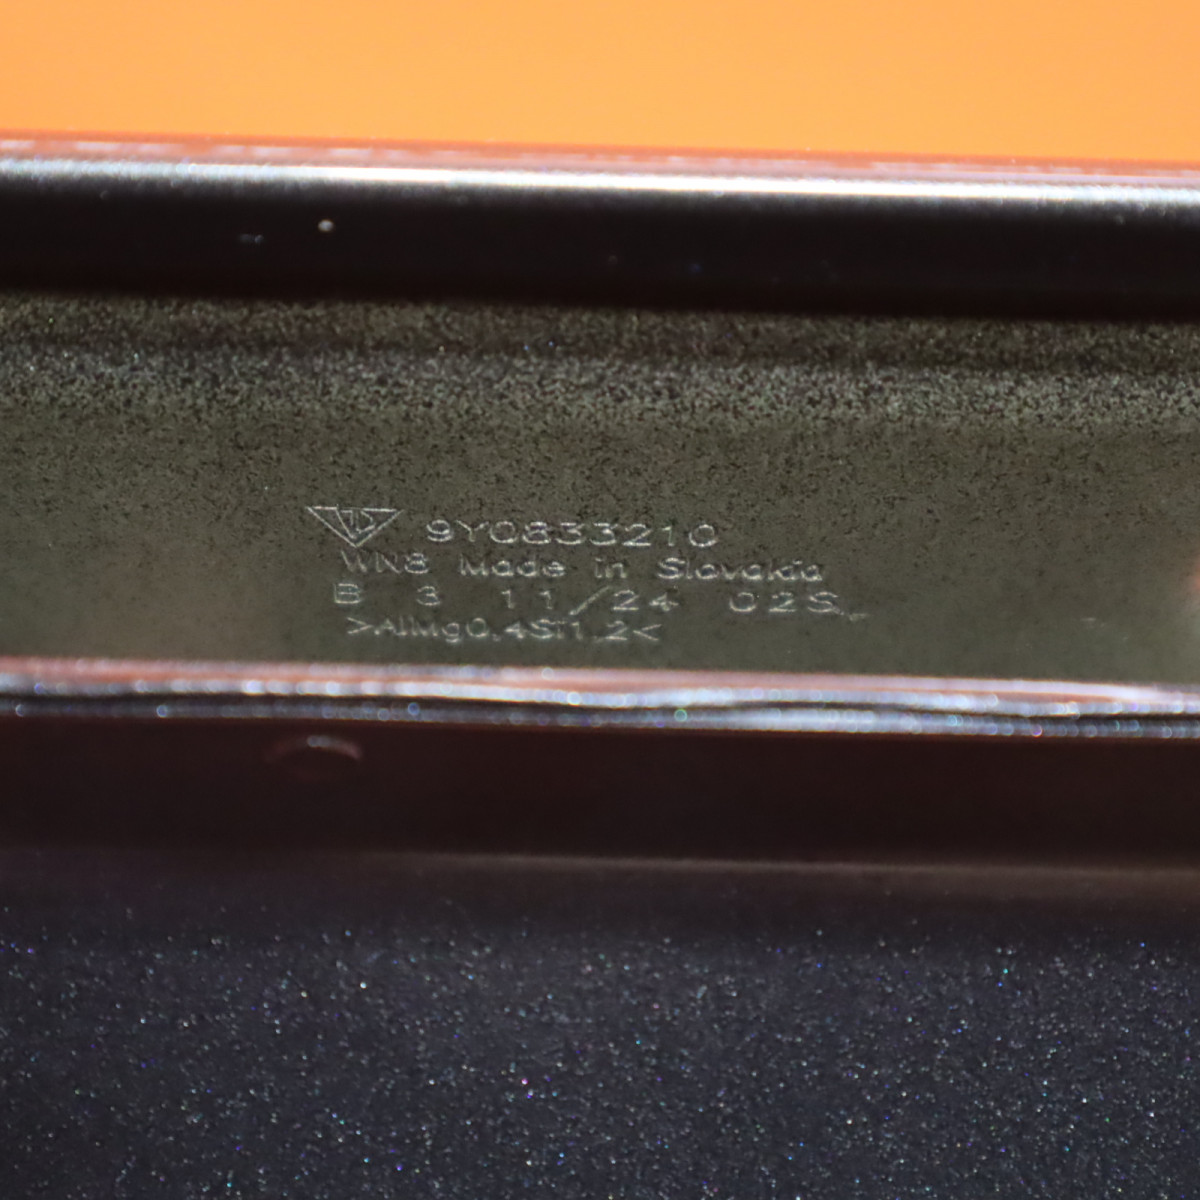 9Y0833210
WN8 Made in Slovakia
B 3 11/24 02S
>AlMg0,4Si1,2<